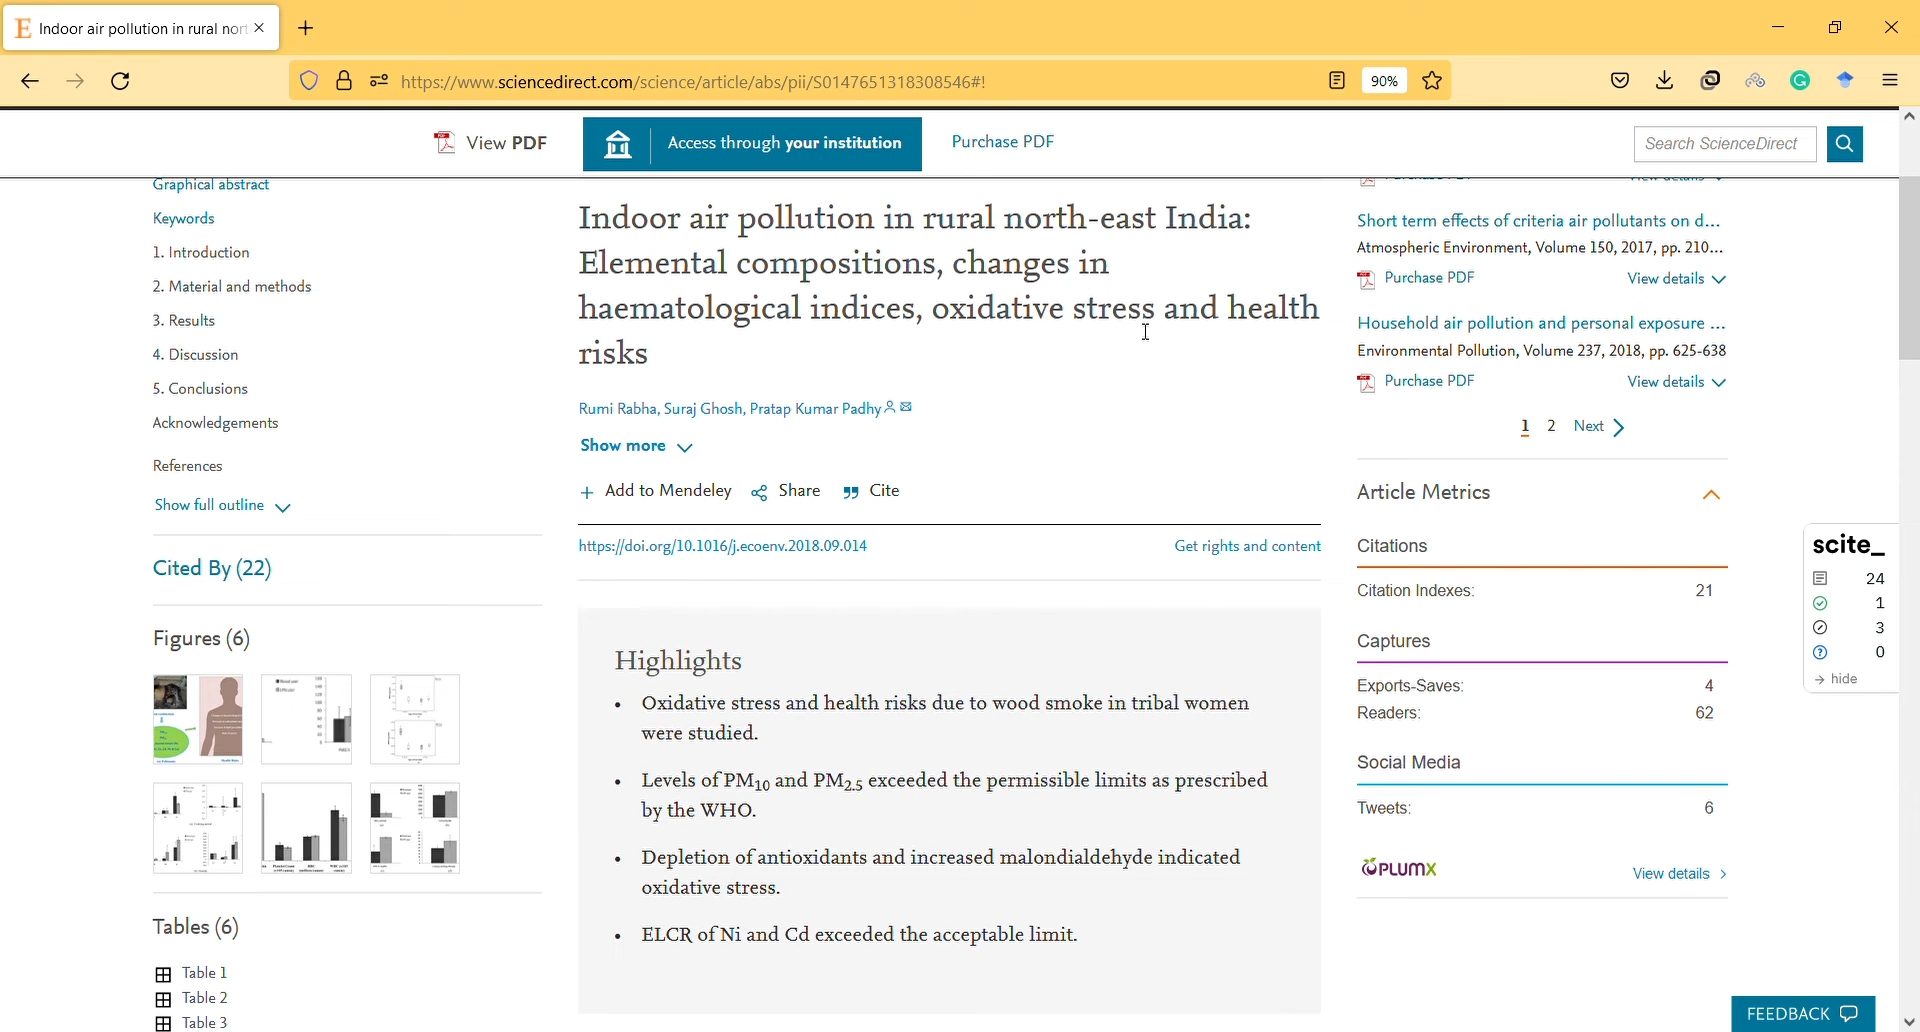 Indoor air pollution in rural nort
https://www.sciencedirect.com/science/article/abs/pii/S0147651318308546#!
90%
View PDF
Access through your institution
Purchase PDF
Search ScienceDirect
Graphical abstract
Keywords
1. Introduction
2. Material and methods
3. Results
4. Discussion
5. Conclusions
Acknowledgements
References
Show full outline
Cited By (22)
Figures (6)
Tables (6)
Table 1
Table 2
Table 3
Indoor air pollution in rural north-east India:
Elemental compositions, changes in
haematological indices, oxidative stress and health
risks
Rumi Rabha, Suraj Ghosh, Pratap Kumar Padhy
Show more
+ Add to Mendeley
Share
Cite
https://doi.org/10.1016/j.ecoenv.2018.09.014
Get rights and content
Highlights
• Oxidative stress and health risks due to wood smoke in tribal women
were studied.
• Levels of PM10 and PM2.5 exceeded the permissible limits as prescribed
by the WHO.
• Depletion of antioxidants and increased malondialdehyde indicated
oxidative stress.
• ELCR of Ni and Cd exceeded the acceptable limit.
Short term effects of criteria air pollutants on d...
Atmospheric Environment, Volume 150, 2017, pp. 210...
Purchase PDF
View details
Household air pollution and personal exposure ...
Environmental Pollution, Volume 237, 2018, pp. 625-638
Purchase PDF
View details
1 2 Next
Article Metrics
Citations
Citation Indexes: 21
Captures
Exports-Saves: 4
Readers: 62
Social Media
Tweets: 6
PLUMX
View details
scite_
24
1
3
0
hide
FEEDBACK